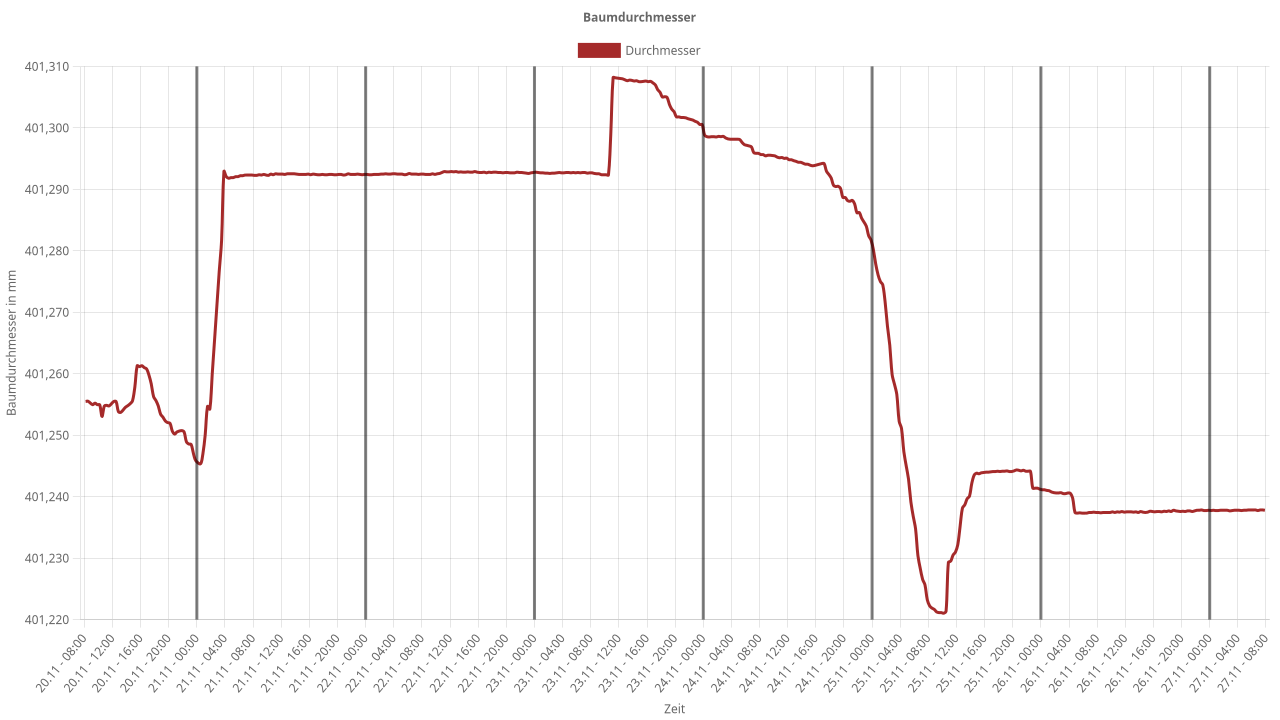 Baumdurchmesser
Durchmesser
401,310
401,300
401,290
401,280
401,270
401,260
401,250
401,240
401,230
401,220
Baumdurchmesser in mm
20.11 - 08:00
20.11 - 12:00
20.11 - 16:00
20.11 - 20:00
21.11 - 00:00
21.11 - 04:00
21.11 - 08:00
21.11 - 12:00
21.11 - 16:00
21.11 - 20:00
22.11 - 00:00
22.11 - 04:00
22.11 - 08:00
22.11 - 12:00
22.11 - 16:00
22.11 - 20:00
23.11 - 00:00
23.11 - 04:00
23.11 - 08:00
23.11 - 12:00
23.11 - 16:00
23.11 - 20:00
24.11 - 00:00
24.11 - 04:00
24.11 - 08:00
24.11 - 12:00
24.11 - 16:00
24.11 - 20:00
25.11 - 00:00
25.11 - 04:00
25.11 - 08:00
25.11 - 12:00
25.11 - 16:00
25.11 - 20:00
26.11 - 00:00
26.11 - 04:00
26.11 - 08:00
26.11 - 12:00
26.11 - 16:00
26.11 - 20:00
27.11 - 00:00
27.11 - 04:00
27.11 - 08:00
Zeit